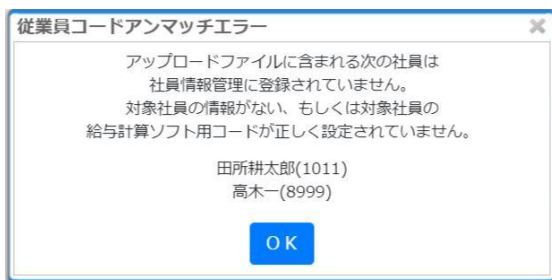 従業員コードアンマッチエラー
アップロードファイルに含まれる次の社員は
社員情報管理に登録されていません。
対象社員の情報がない、もしくは対象社員の
給与計算ソフト用コードが正しく設定されていません。
田所耕太郎(1011)
高木一(8999)
OK